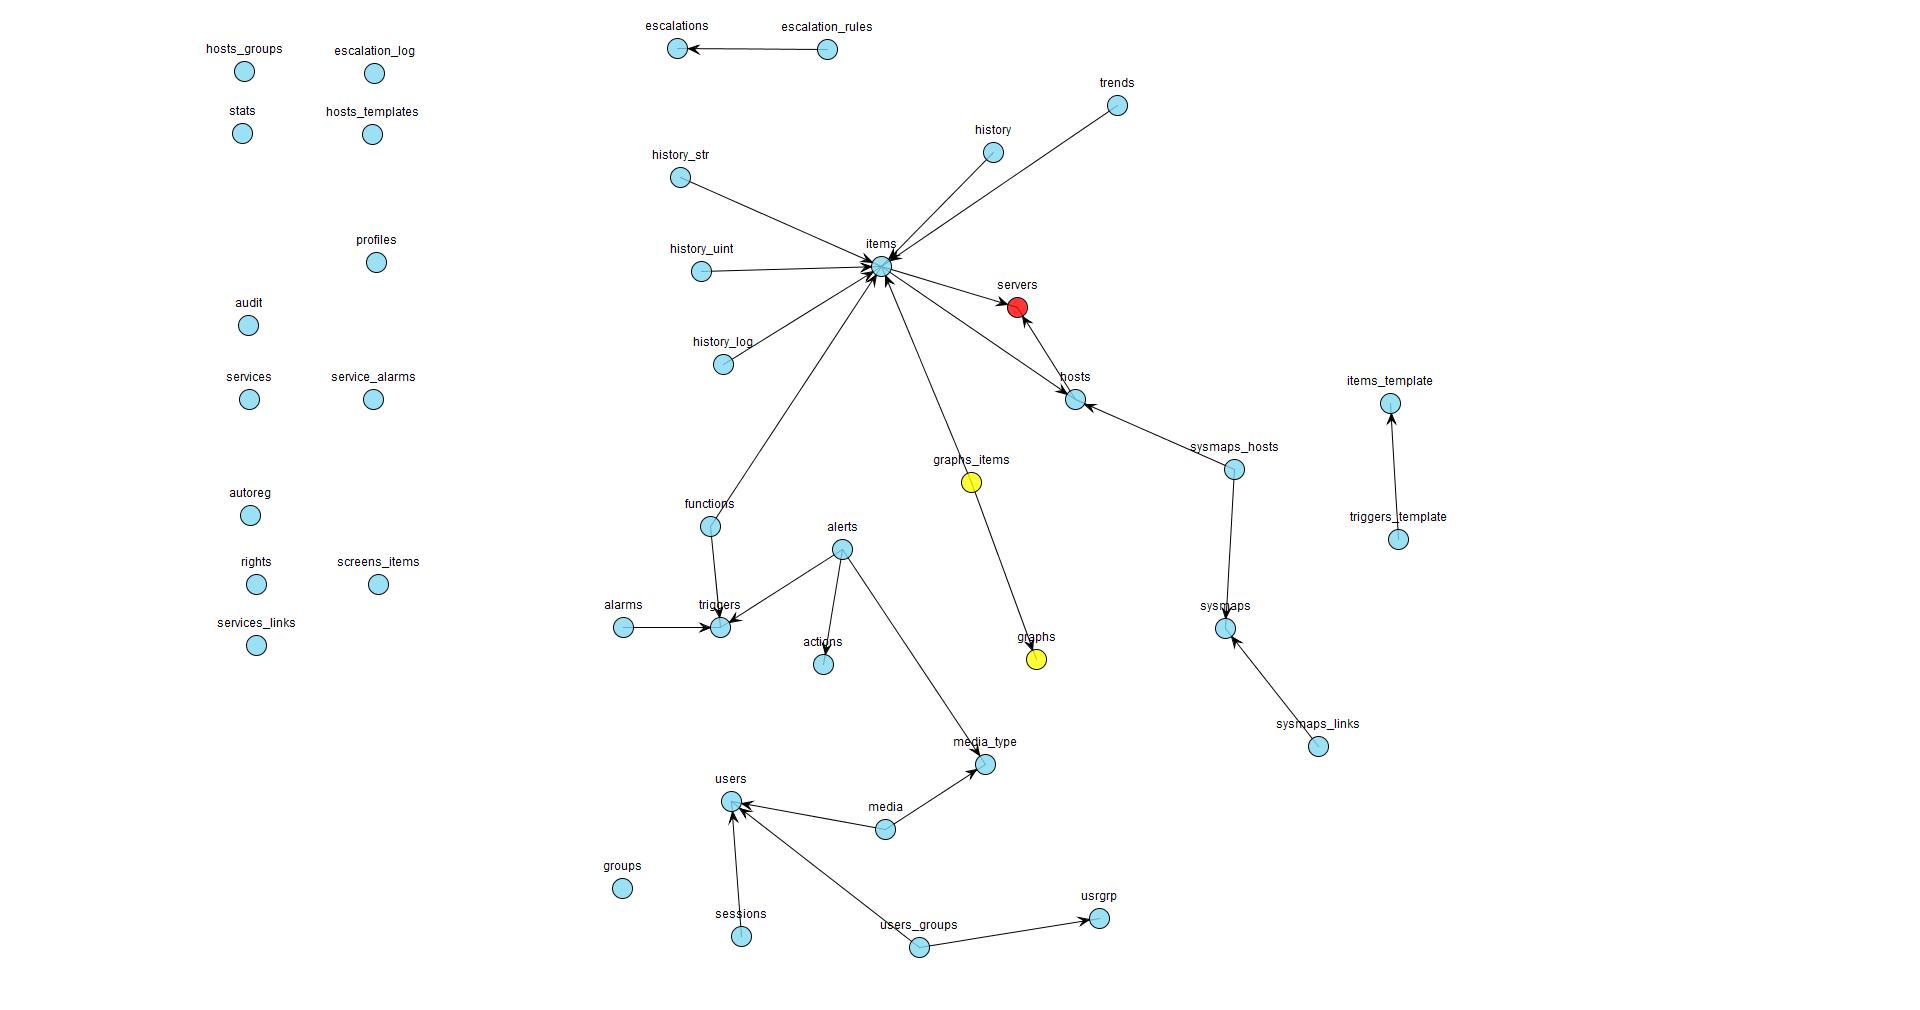 escalations
escalation_rules
hosts_groups
escalation_log
trends
stats
hosts_templates
history
history_str
profiles
items
history_uint
servers
audit
history_log
services
service_alarms
hosts
items_template
sysmaps_hosts
graphs_items
autoreg
functions
triggers_template
alerts
rights
screens_items
alarms
triggers
sysmaps
services_links
actions
graphs
sysmaps_links
media_type
users
media
groups
usrgrp
sessions
users_groups